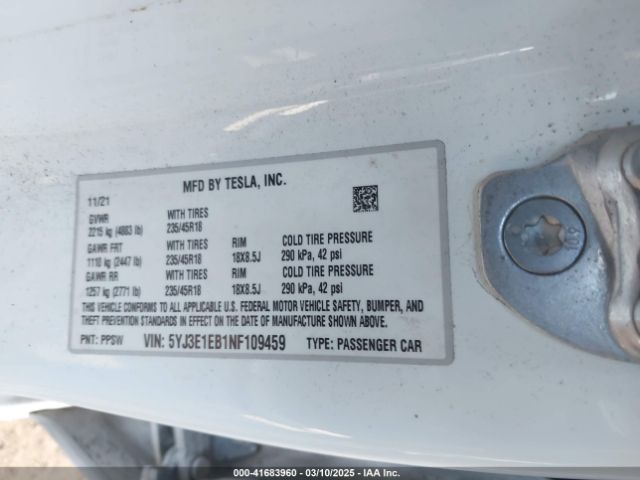 MFD BY TESLA, INC.
11/21
GVWR WITH TIRES
2215 kg (4883 lb) 235/45R18
GAWR FRT WITH TIRES RIM COLD TIRE PRESSURE
1110 kg (2447 lb) 235/45R18 18X8.5J 290 kPa, 42 psi
GAWR RR WITH TIRES RIM COLD TIRE PRESSURE
1257 kg (2771 lb) 235/45R18 18X8.5J 290 kPa, 42 psi
THIS VEHICLE CONFORMS TO ALL APPLICABLE U.S. FEDERAL MOTOR VEHICLE SAFETY, BUMPER, AND
THEFT PREVENTION STANDARDS IN EFFECT ON THE DATE OF MANUFACTURE SHOWN ABOVE.
PNT: PPSW VIN: 5YJ3E1EB1NF109459 TYPE: PASSENGER CAR
000-41683960 - 03/10/2025 - IAA Inc.